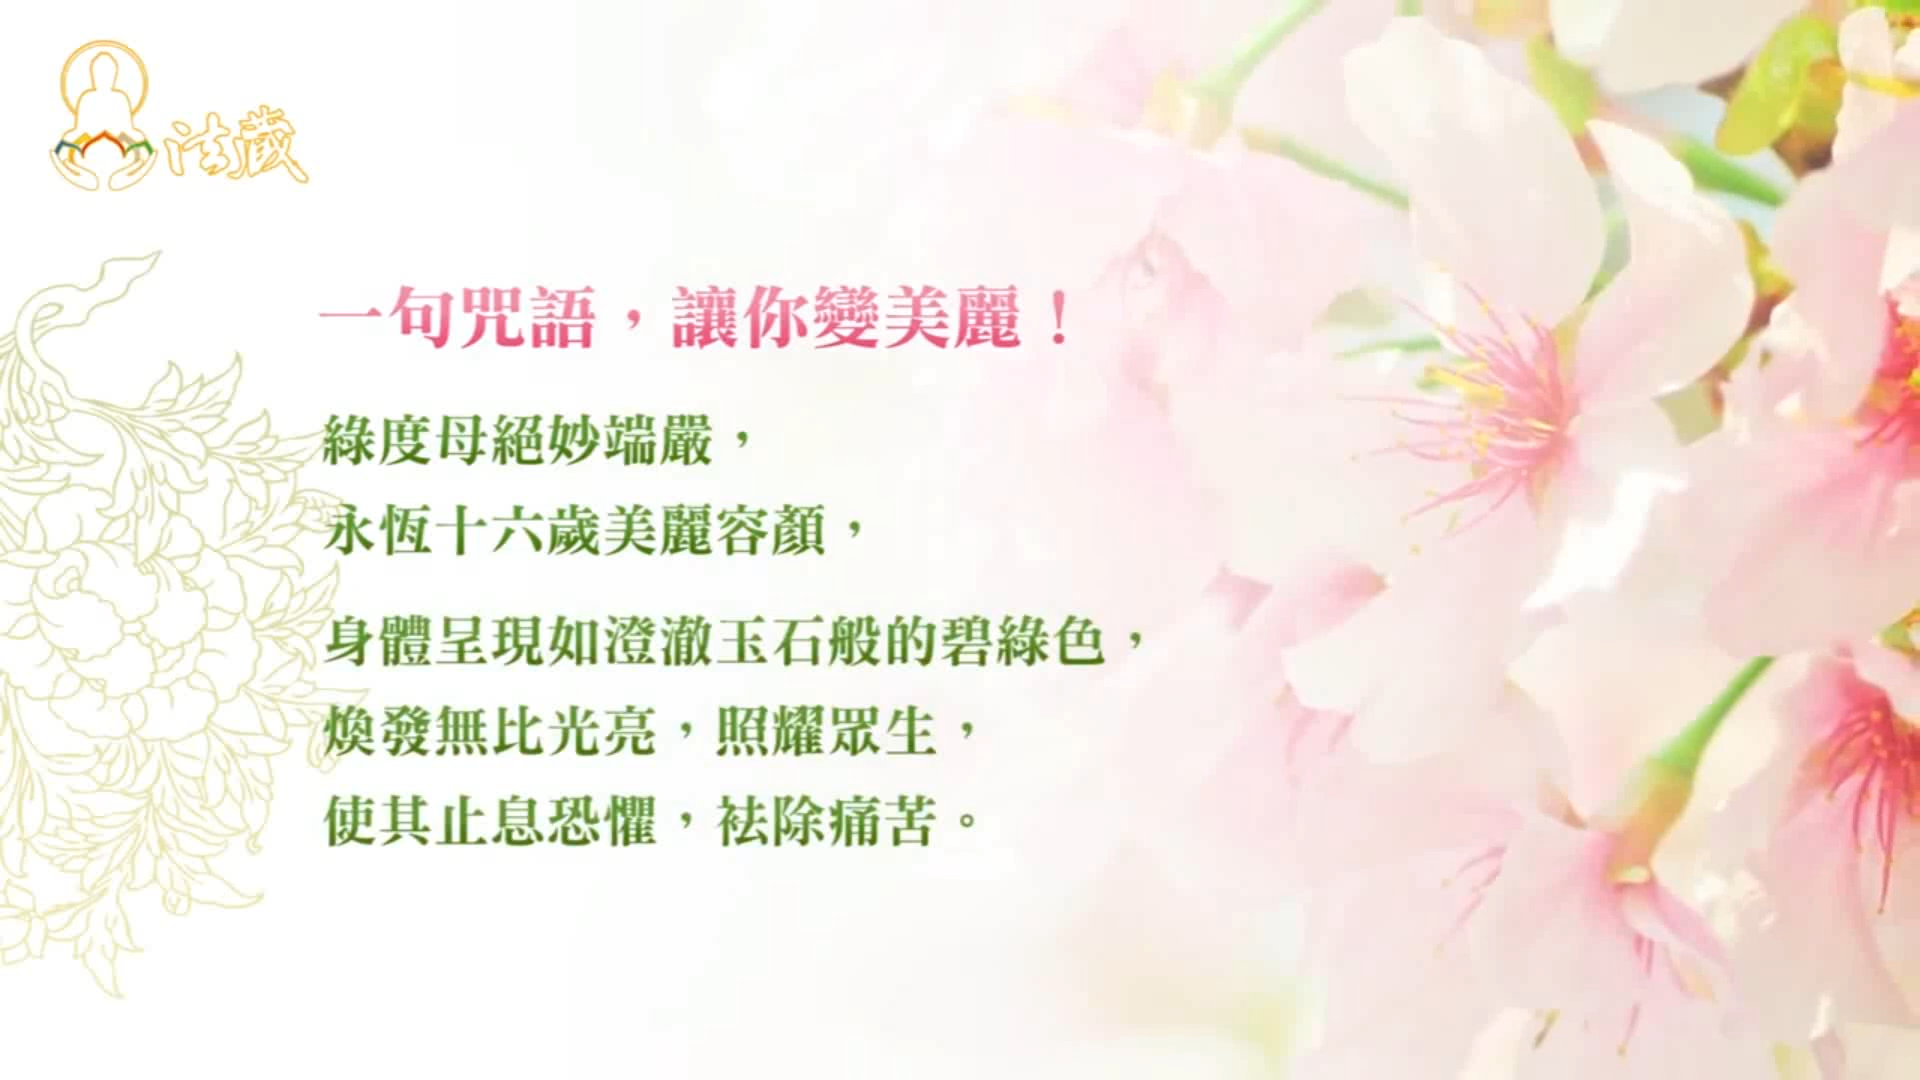 法藏
一句咒語，讓你變美麗！
綠度母絕妙端嚴，
永恆十六歲美麗容顏，
身體呈現如澄澈玉石般的碧綠色，
煥發無比光亮，照耀眾生，
使其止息恐懼，袪除痛苦。